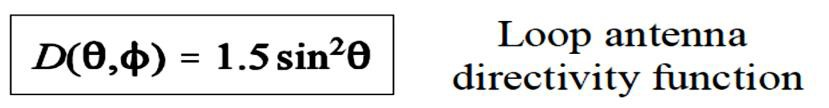 D(θ,ϕ) = 1.5 sin²θ
Loop antenna
directivity function